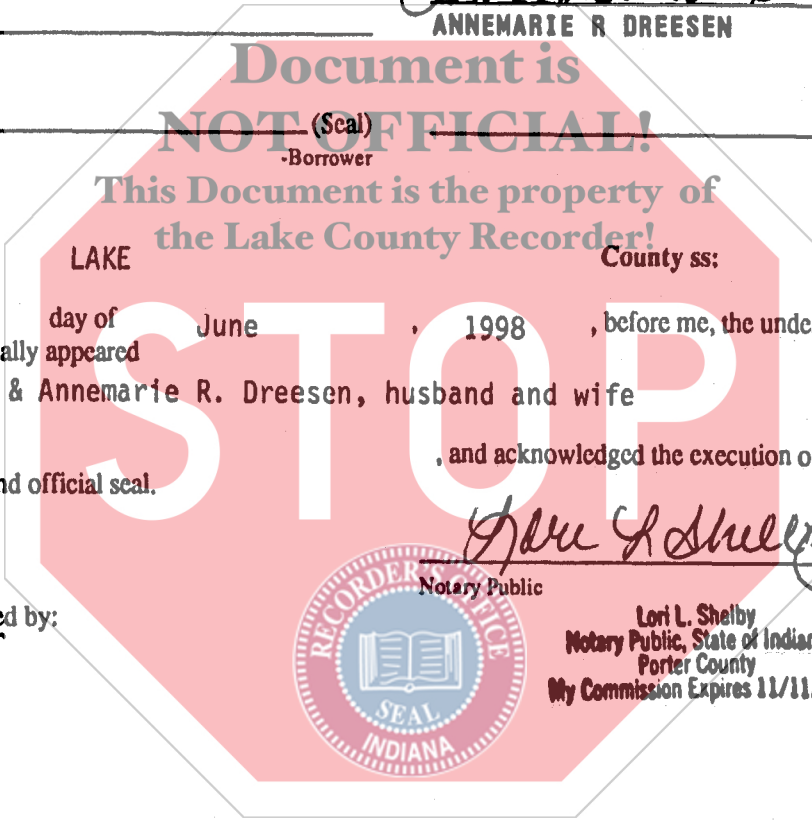 ANNEMARIE R DREESEN
Document is
NOT OFFICIAL!
(Seal)
-Borrower
This Document is the property of
the Lake County Recorder!
LAKE County ss:
day of June , 1998 , before me, the unde
ally appeared
& Annemarie R. Dreesen, husband and wife
STOP
, and acknowledged the execution o
nd official seal.
Notary Public
RECORDER'S OFFICE
SEAL
INDIANA
ed by:
Lori L. Shelby
Notary Public, State of Indian
Porter County
My Commission Expires 11/11